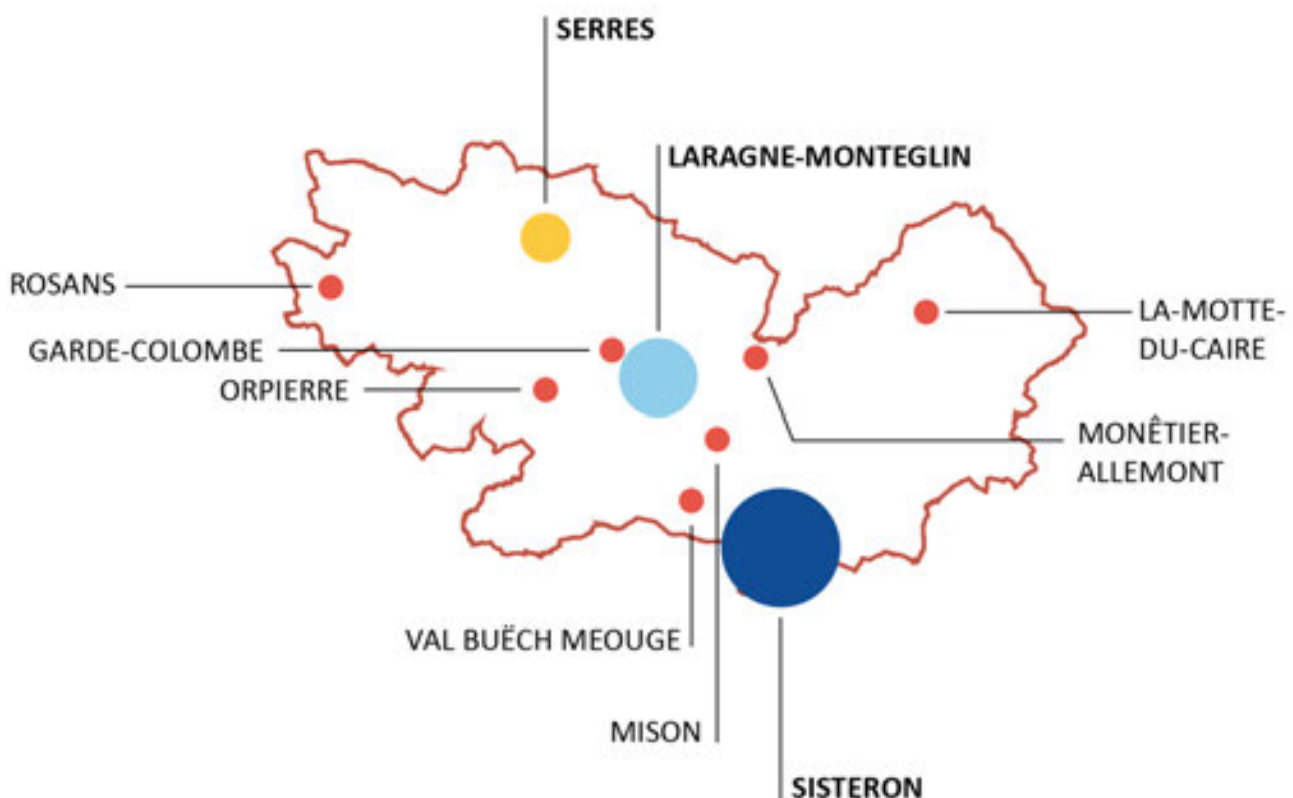 SERRES
LARAGNE-MONTEGLIN
ROSANS
LA-MOTTE-
DU-CAIRE
GARDE-COLOMBE
ORPIERRE
MONÊTIER-
ALLEMONT
VAL BUËCH MEOUGE
MISON
SISTERON